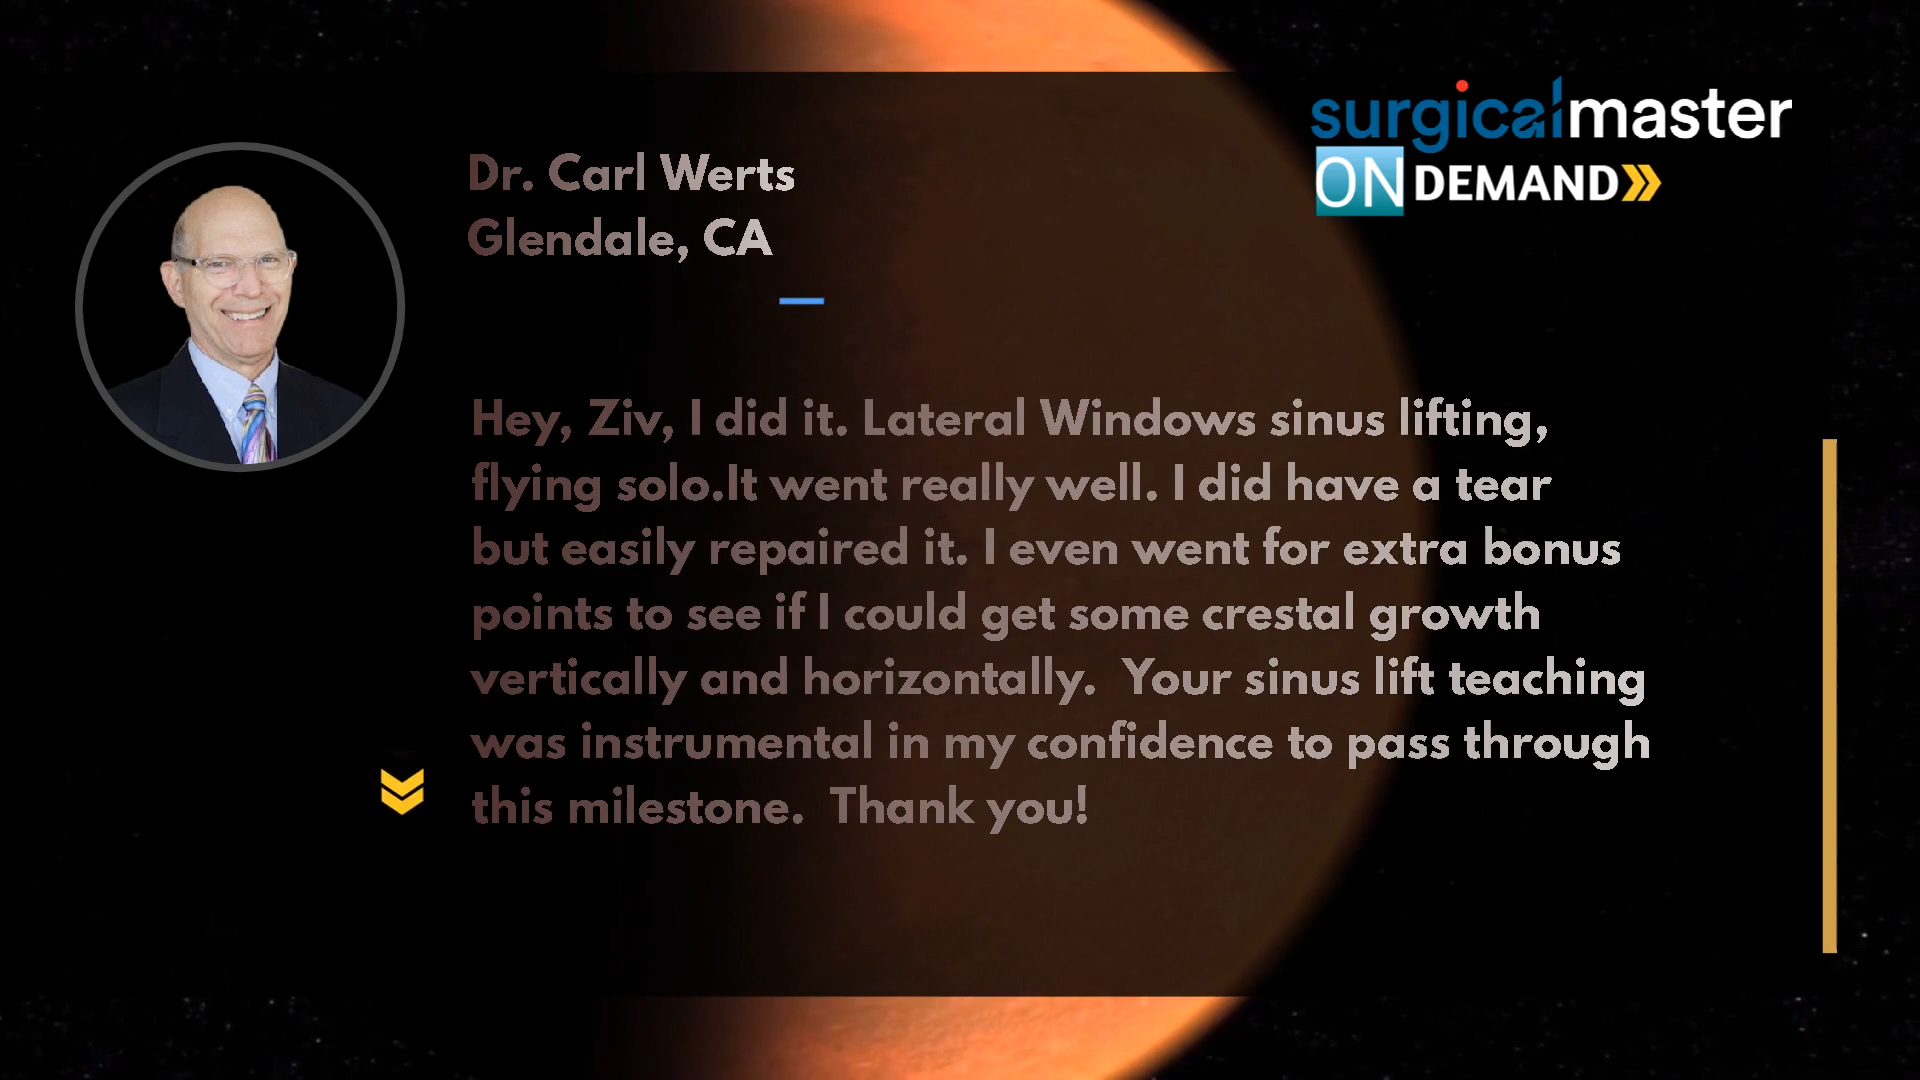 surgicalmaster
ON DEMAND
Dr. Carl Werts
Glendale, CA
Hey, Ziv, I did it. Lateral Windows sinus lifting,
flying solo.It went really well. I did have a tear
but easily repaired it. I even went for extra bonus
points to see if I could get some crestal growth
vertically and horizontally.  Your sinus lift teaching
was instrumental in my confidence to pass through
this milestone.  Thank you!